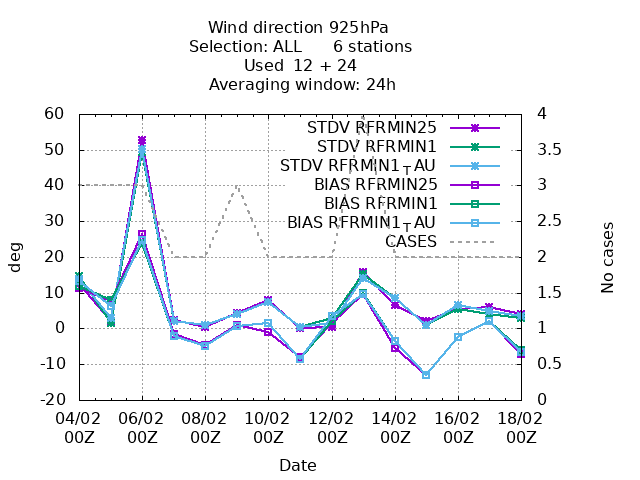 Wind direction 925hPa
Selection: ALL 6 stations
Used 12 + 24
Averaging window: 24h
60
50
40
30
20
10
0
-10
-20
deg
4
3.5
3
2.5
2
1.5
1
0.5
0
No cases
STDV RFRMIN25
STDV RFRMIN1
STDV RFRMIN1_AU
BIAS RFRMIN25
BIAS RFRMIN1
BIAS RFRMIN1_AU
CASES
04/02 06/02 08/02 10/02 12/02 14/02 16/02 18/02
00Z 00Z 00Z 00Z 00Z 00Z 00Z 00Z
Date